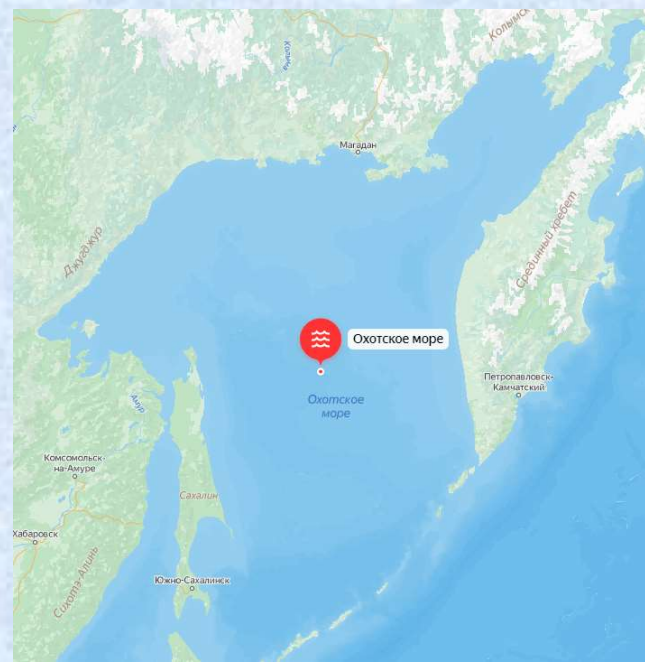 Колыма
Магадан
Джугджур
Срединный хребет
Охотское море
Охотское
море
Петропавловск-
Камчатский
Амур
Комсомольск-
на-Амуре
Сахалин
Хабаровск
Сихотэ-Алинь
Южно-Сахалинск